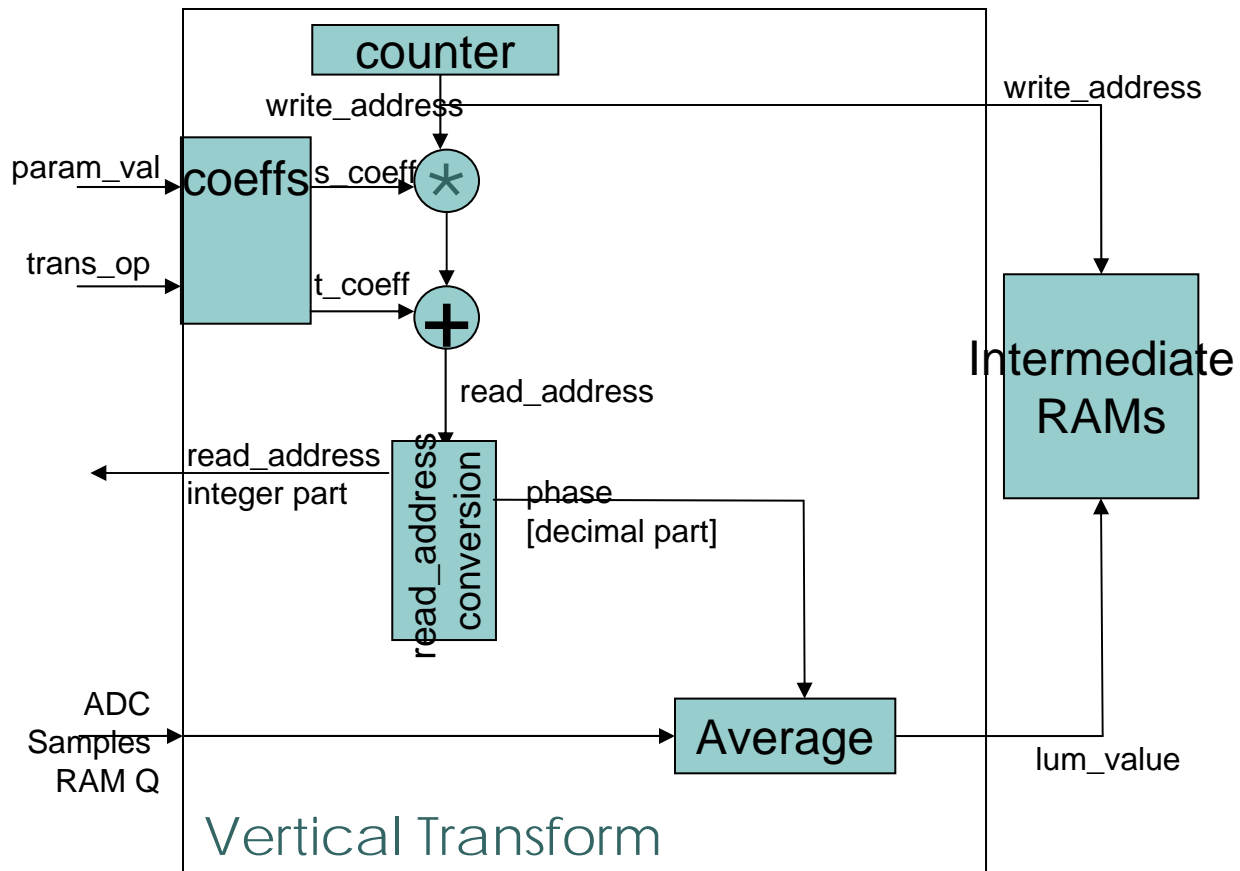 counter
write_address
write_address
param_val
coeffs
s_coeff
*
trans_op
t_coeff
+
Intermediate
RAMs
read_address
read_address
integer part
read_address
conversion
phase
[decimal part]
ADC
Samples
RAM Q
Average
lum_value
Vertical Transform